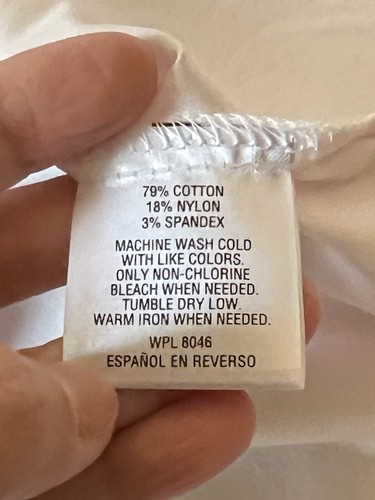 79% COTTON
18% NYLON
3% SPANDEX
MACHINE WASH COLD
WITH LIKE COLORS.
ONLY NON-CHLORINE
BLEACH WHEN NEEDED.
TUMBLE DRY LOW.
WARM IRON WHEN NEEDED.
WPL 8046
ESPAÑOL EN REVERSO